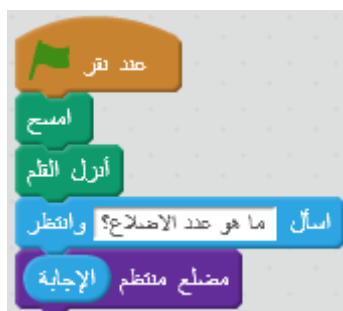 عند نقر
امسح
أنزل القلم
اسأل ما هو عدد الاضلاع؟ وانتظر
مضلع منتظم الإجابة